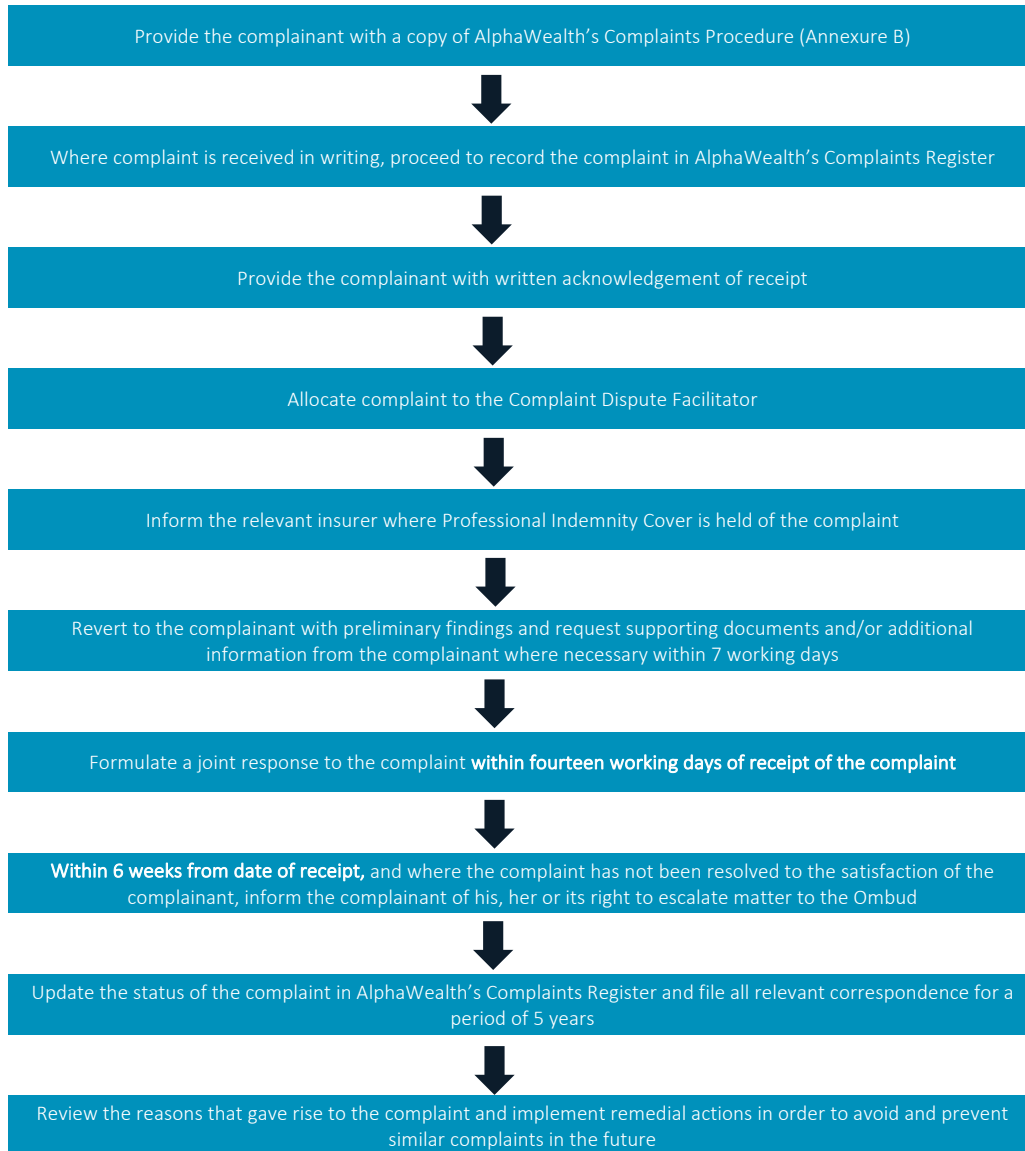 Provide the complainant with a copy of AlphaWealth’s Complaints Procedure (Annexure B)
Where complaint is received in writing, proceed to record the complaint in AlphaWealth’s Complaints Register
Provide the complainant with written acknowledgement of receipt
Allocate complaint to the Complaint Dispute Facilitator
Inform the relevant insurer where Professional Indemnity Cover is held of the complaint
Revert to the complainant with preliminary findings and request supporting documents and/or additional
information from the complainant where necessary within 7 working days
Formulate a joint response to the complaint within fourteen working days of receipt of the complaint
Within 6 weeks from date of receipt, and where the complaint has not been resolved to the satisfaction of the
complainant, inform the complainant of his, her or its right to escalate matter to the Ombud
Update the status of the complaint in AlphaWealth’s Complaints Register and file all relevant correspondence for a
period of 5 years
Review the reasons that gave rise to the complaint and implement remedial actions in order to avoid and prevent
similar complaints in the future